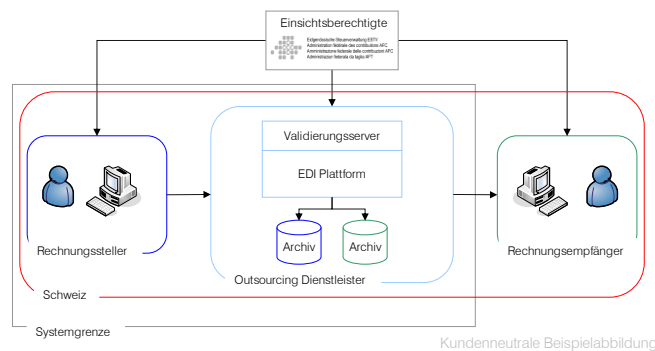 Einsichtsberechtigte
Eidgenössische Steuerverwaltung ESTV
Administration fédérale des contributions AFC
Amministrazione federale delle contribuzioni AFC
Administraziun federala da taglia AFT
Validierungsserver
EDI Plattform
Archiv
Archiv
Rechnungssteller
Outsourcing Dienstleister
Rechnungsempfänger
Schweiz
Systemgrenze
Kundenneutrale Beispielabbildung